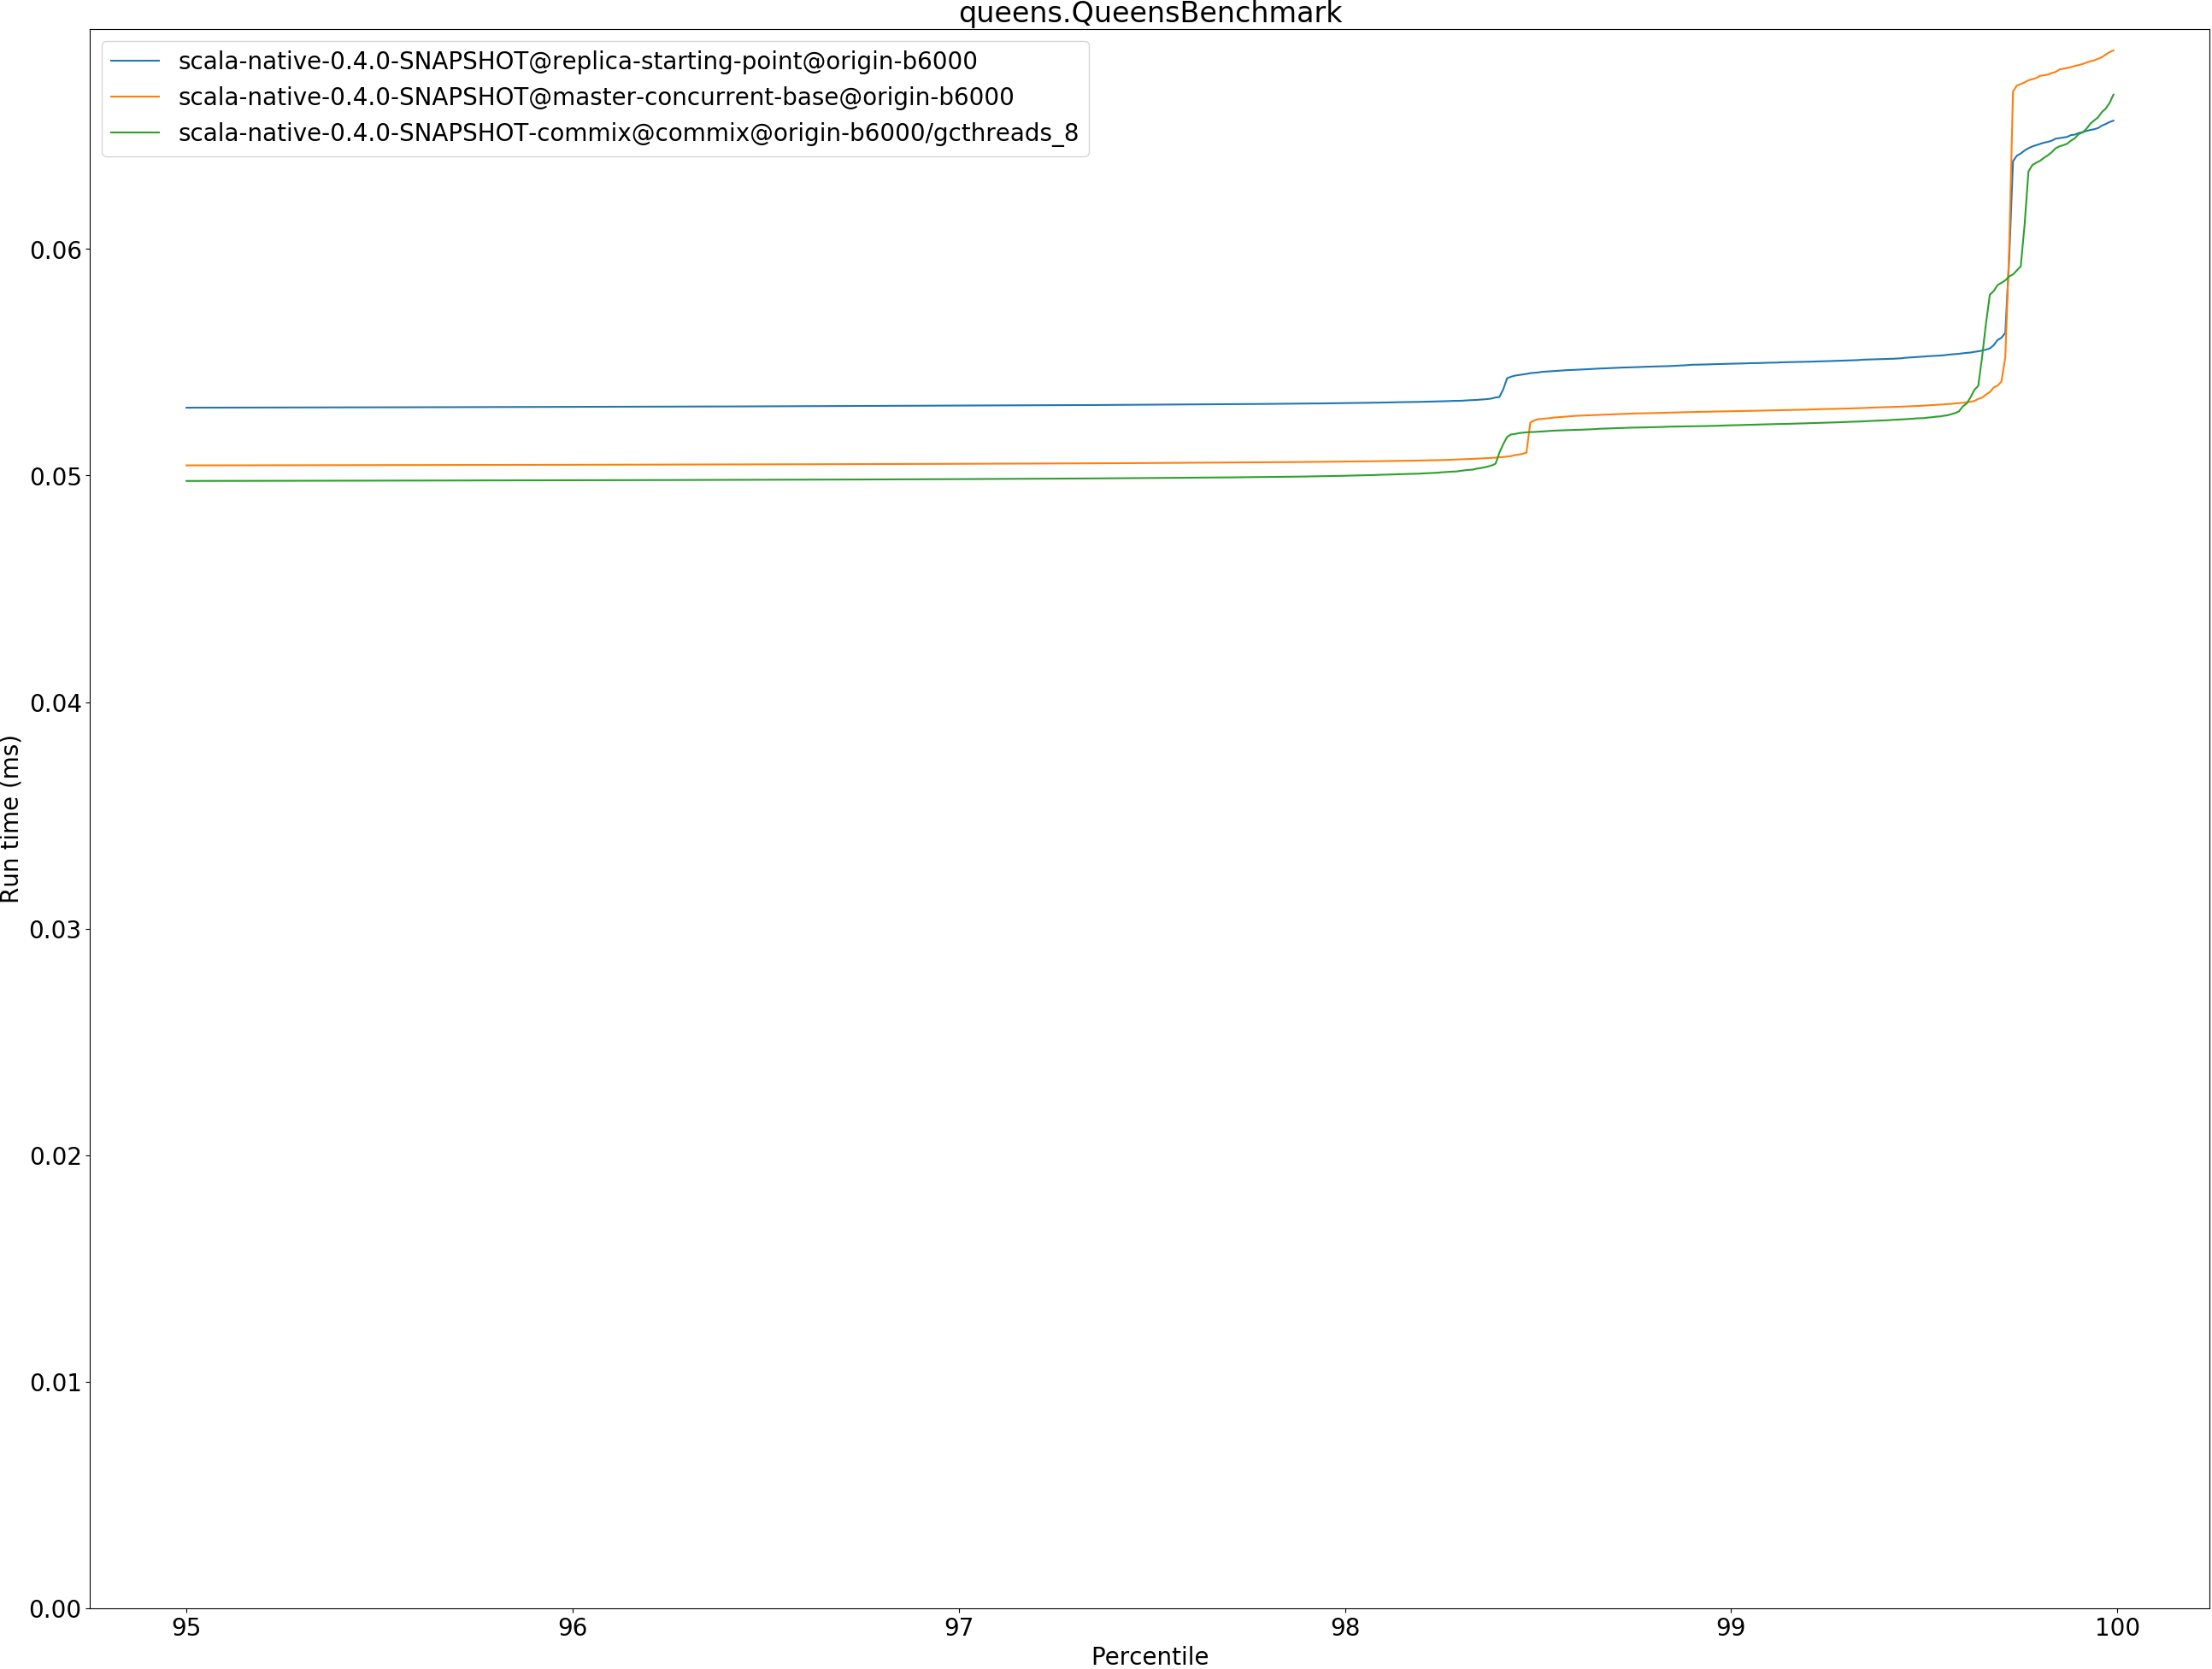 queens.QueensBenchmark
scala-native-0.4.0-SNAPSHOT@replica-starting-point@origin-b6000
scala-native-0.4.0-SNAPSHOT@master-concurrent-base@origin-b6000
scala-native-0.4.0-SNAPSHOT-commix@commix@origin-b6000/gcthreads_8
0.06
0.05
0.04
0.03
0.02
0.01
0.00
Run time (ms)
95 96 97 98 99 100
Percentile